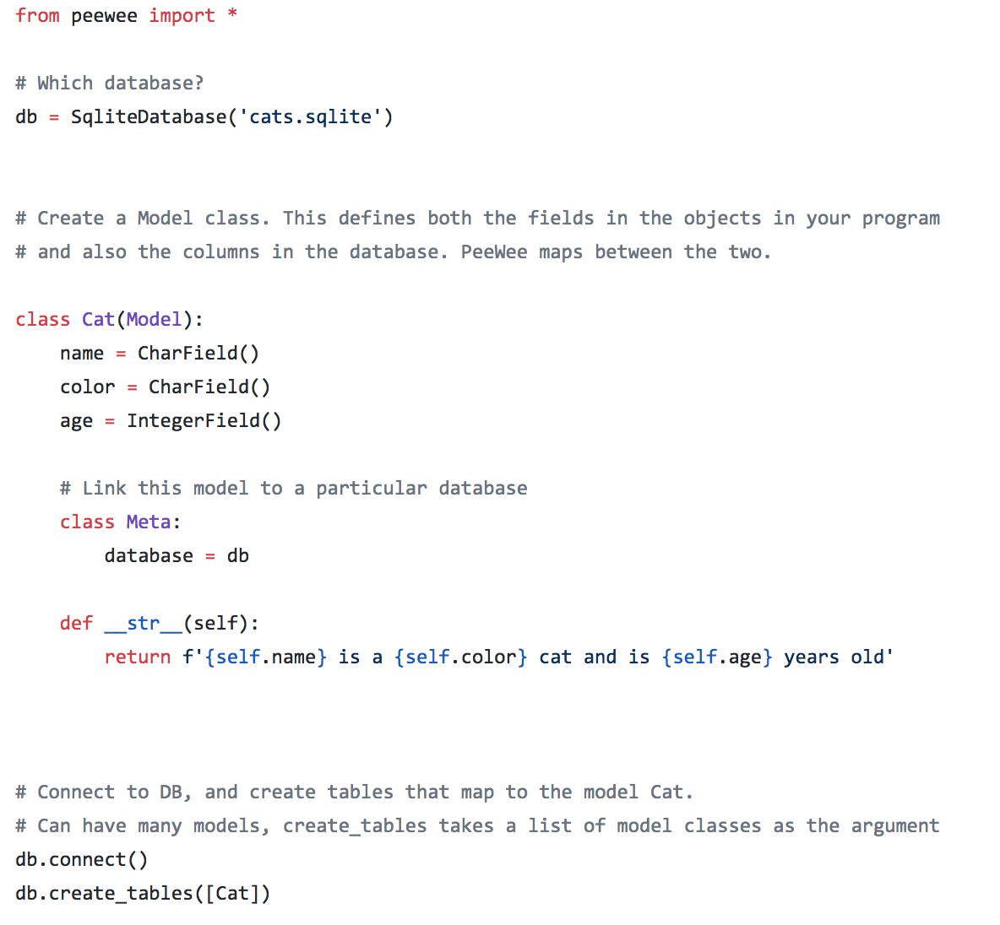 from peewee import *
# Which database?
db = SqliteDatabase('cats.sqlite')
# Create a Model class. This defines both the fields in the objects in your program
# and also the columns in the database. PeeWee maps between the two.
class Cat(Model):
    name = CharField()
    color = CharField()
    age = IntegerField()
    # Link this model to a particular database
    class Meta:
        database = db
    def __str__(self):
        return f'{self.name} is a {self.color} cat and is {self.age} years old'
# Connect to DB, and create tables that map to the model Cat.
# Can have many models, create_tables takes a list of model classes as the argument
db.connect()
db.create_tables([Cat])